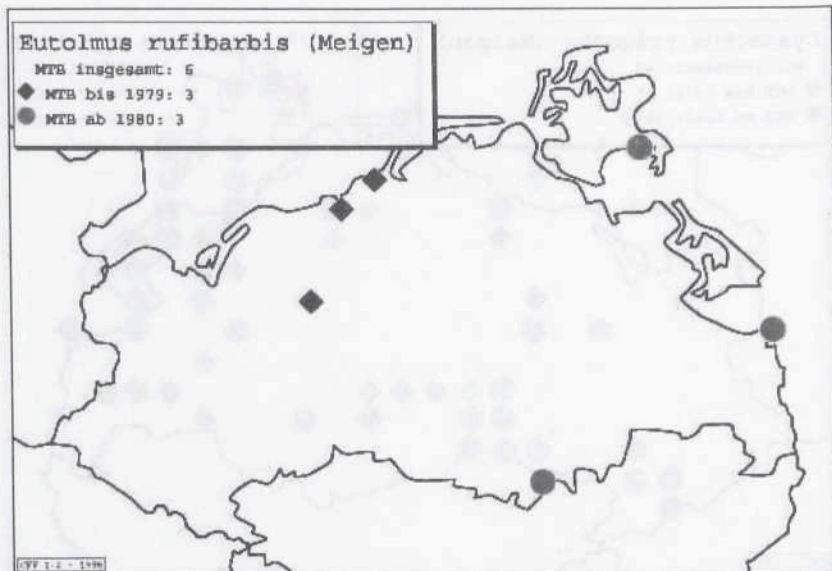 Eutolmus rufibarbis (Meigen)
MTB insgesamt: 6
MTB bis 1979: 3
MTB ab 1980: 3